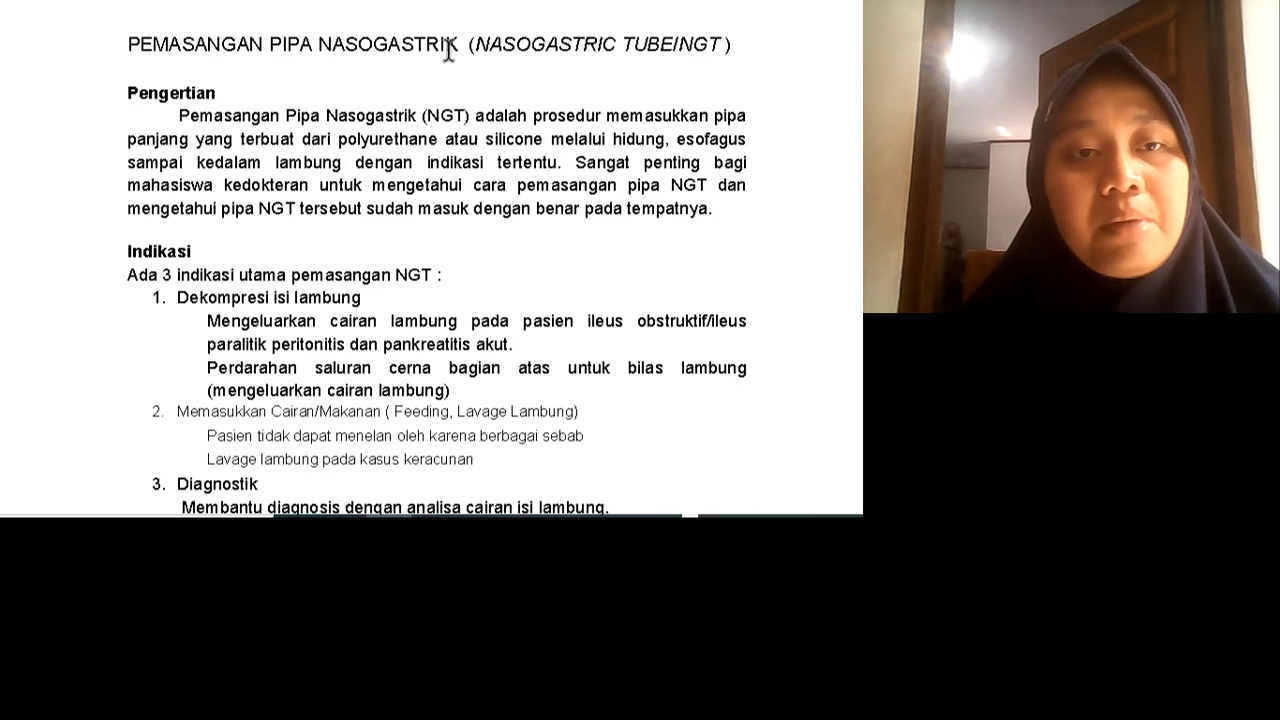 PEMASANGAN PIPA NASOGASTRIK (NASOGASTRIC TUBE/NGT )
Pengertian
Pemasangan Pipa Nasogastrik (NGT) adalah prosedur memasukkan pipa
panjang yang terbuat dari polyurethane atau silicone melalui hidung, esofagus
sampai kedalam lambung dengan indikasi tertentu. Sangat penting bagi
mahasiswa kedokteran untuk mengetahui cara pemasangan pipa NGT dan
mengetahui pipa NGT tersebut sudah masuk dengan benar pada tempatnya.
Indikasi
Ada 3 indikasi utama pemasangan NGT :
1. Dekompresi isi lambung
Mengeluarkan cairan lambung pada pasien ileus obstruktif/ileus
paralitik peritonitis dan pankreatitis akut.
Perdarahan saluran cerna bagian atas untuk bilas lambung
(mengeluarkan cairan lambung)
2. Memasukkan Cairan/Makanan ( Feeding, Lavage Lambung)
Pasien tidak dapat menelan oleh karena berbagai sebab
Lavage lambung pada kasus keracunan
3. Diagnostik
Membantu diagnosis dengan analisa cairan isi lambung.